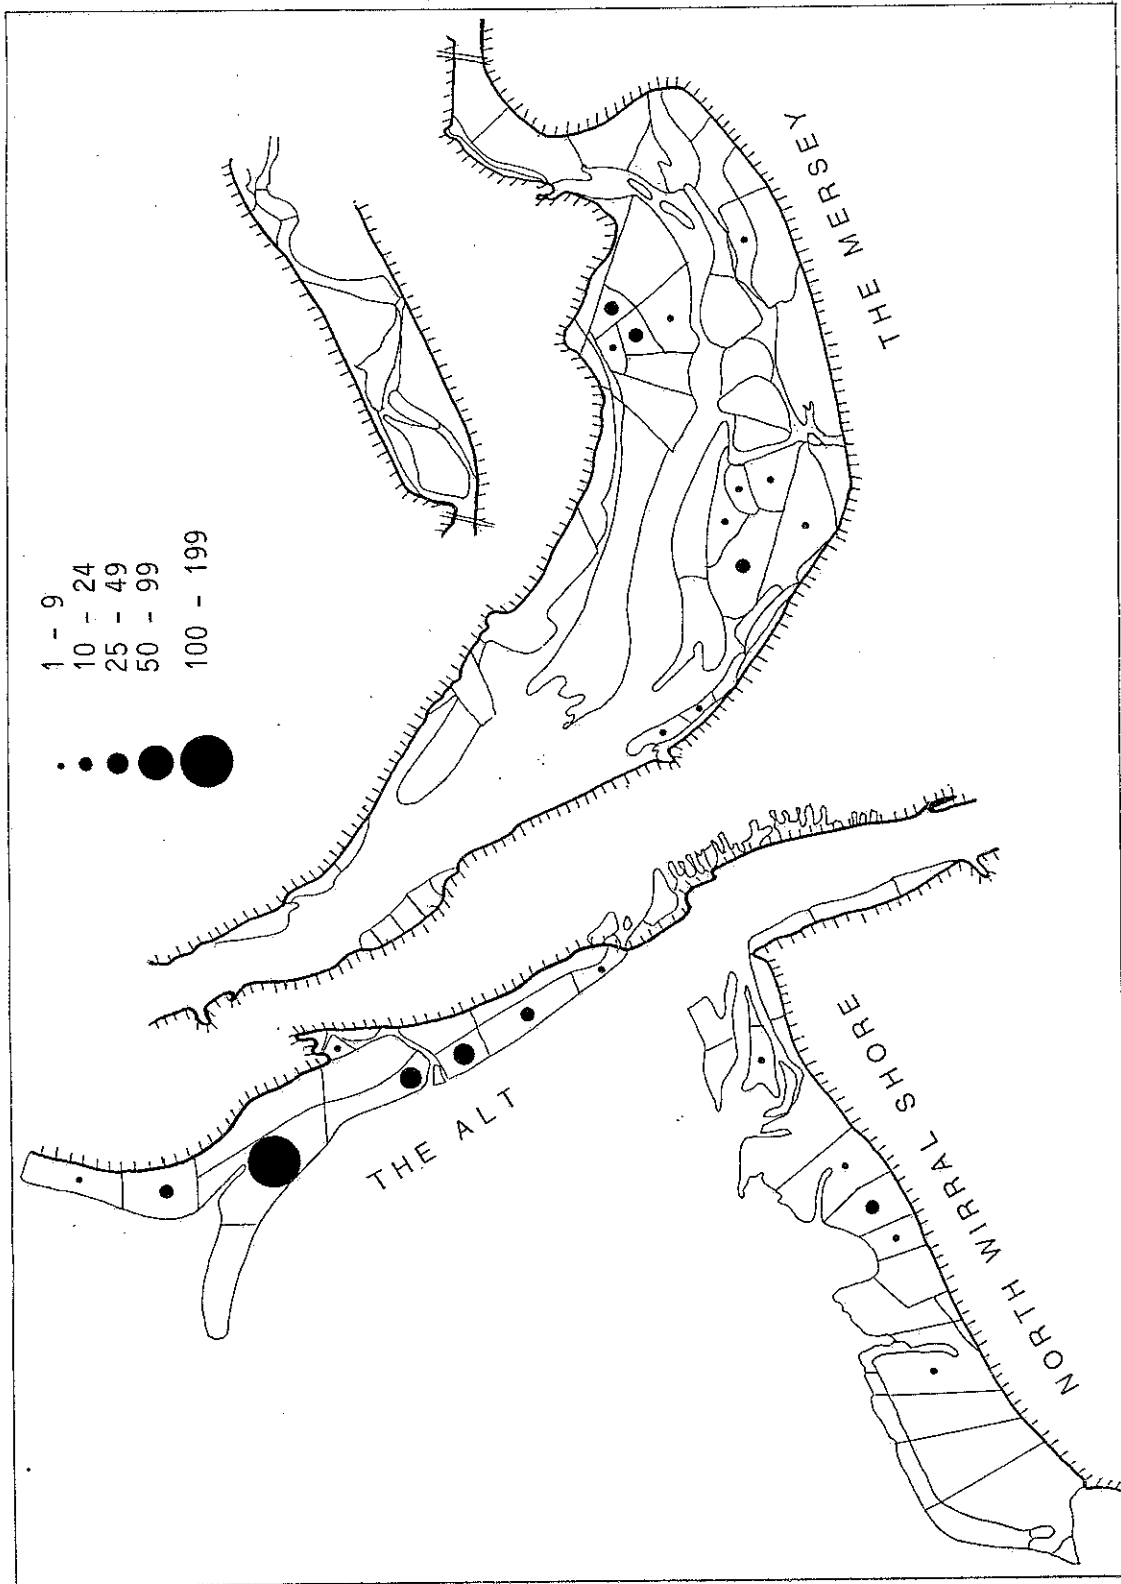 1 - 9
10 - 24
25 - 49
50 - 99
100 - 199
THE MERSEY
THE ALT
NORTH WIRRAL SHORE